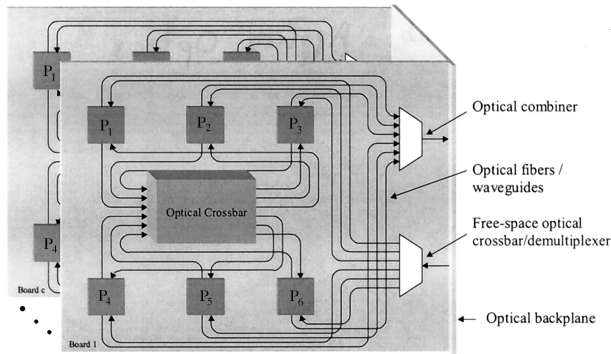 P1
P4
Board c
P1
P2
P3
Optical Crossbar
P4
P5
P6
Board 1
Optical combiner
Optical fibers /
waveguides
Free-space optical
crossbar/demultiplexer
Optical backplane